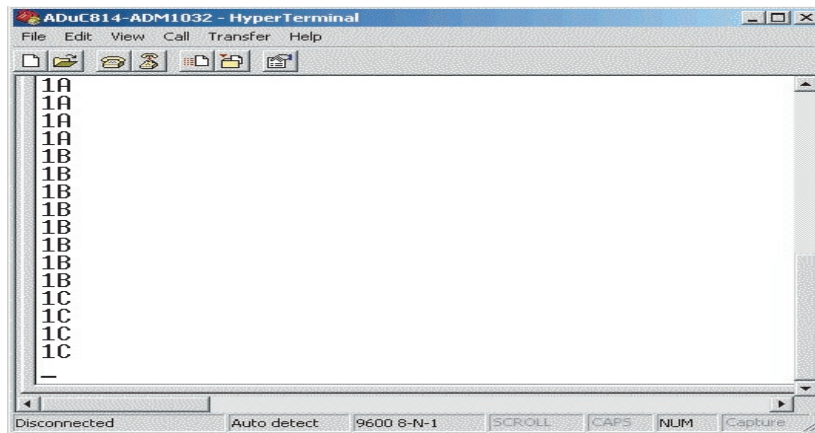 ADuC814-ADM1032 - HyperTerminal
File Edit View Call Transfer Help
1A
1A
1A
1A
1B
1B
1B
1B
1B
1B
1B
1B
1C
1C
1C
1C
_
Disconnected Auto detect 9600 8-N-1 SCROLL CAPS NUM Capture